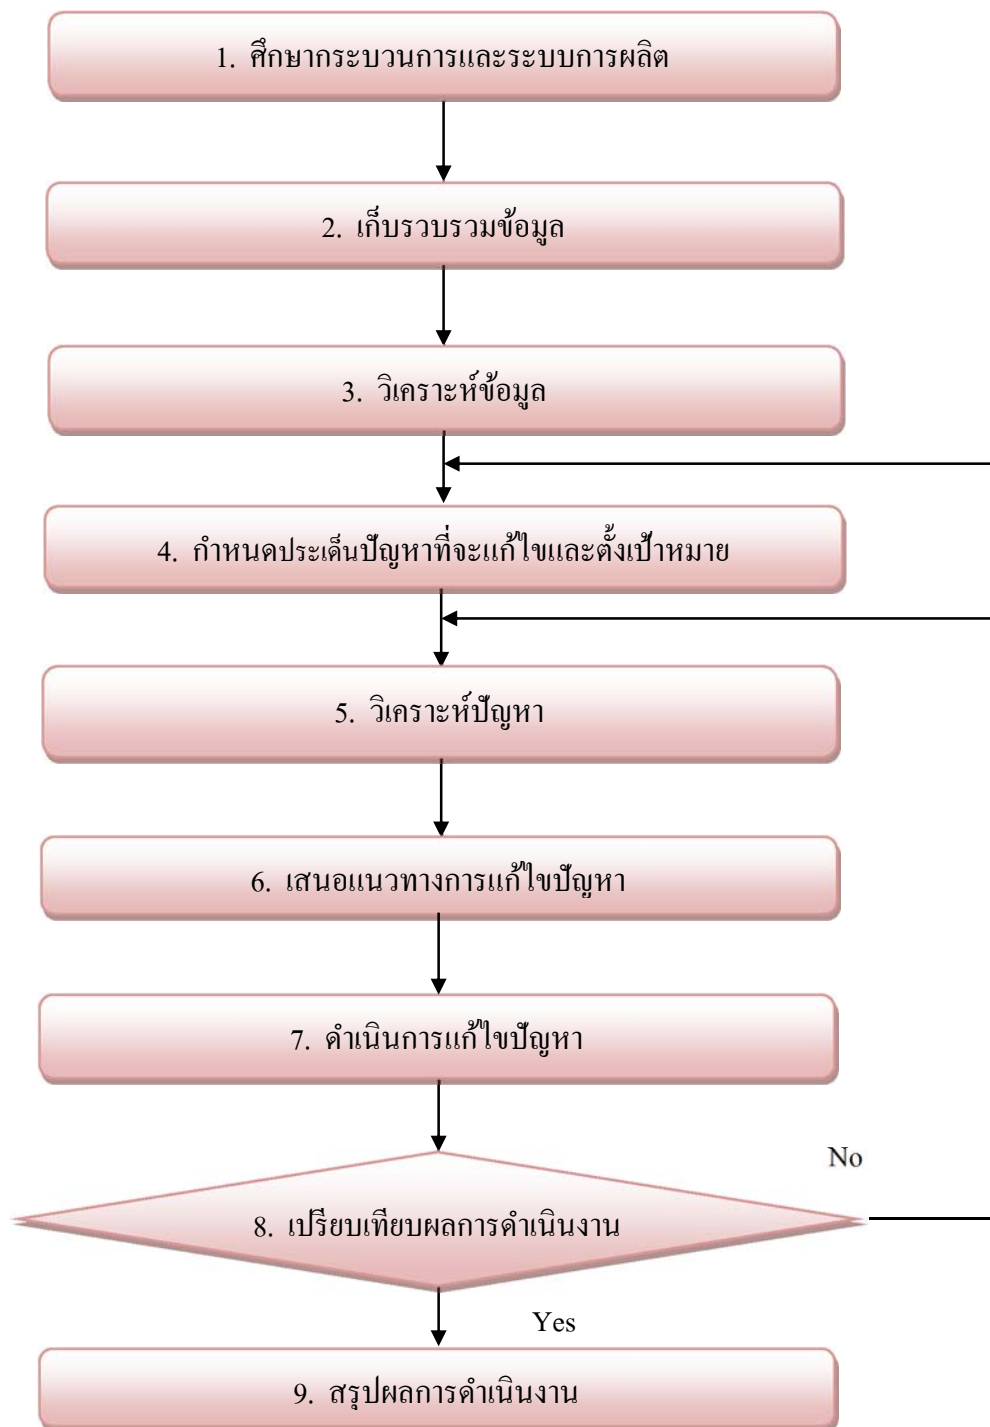 1. ศึกษากระบวนการและระบบการผลิต
2. เก็บรวบรวมข้อมูล
3. วิเคราะห์ข้อมูล
4. กำหนดประเด็นปัญหาที่จะแก้ไขและตั้งเป้าหมาย
5. วิเคราะห์ปัญหา
6. เสนอแนวทางการแก้ไขปัญหา
7. ดำเนินการแก้ไขปัญหา
No
8. เปรียบเทียบผลการดำเนินงาน
Yes
9. สรุปผลการดำเนินงาน